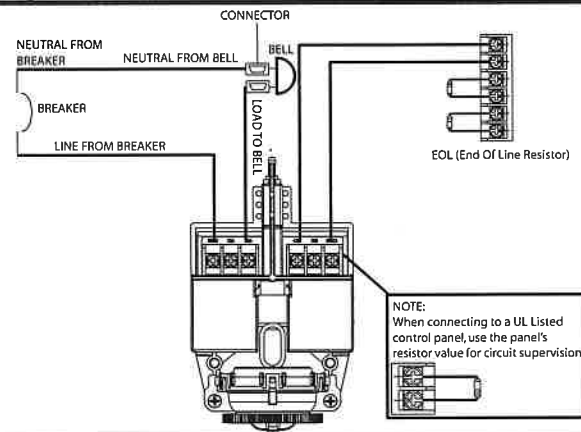 CONNECTOR
NEUTRAL FROM
BREAKER
NEUTRAL FROM BELL
BELL
BREAKER
LOAD TO BELL
LINE FROM BREAKER
EOL (End Of Line Resistor)
NOTE:
When connecting to a UL Listed
control panel, use the panel's
resistor value for circuit supervision